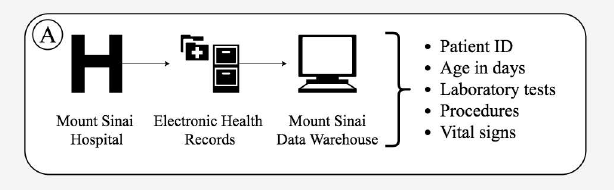 A
H
Mount Sinai
Hospital
Electronic Health
Records
Mount Sinai
Data Warehouse
• Patient ID
• Age in days
• Laboratory tests
• Procedures
• Vital signs